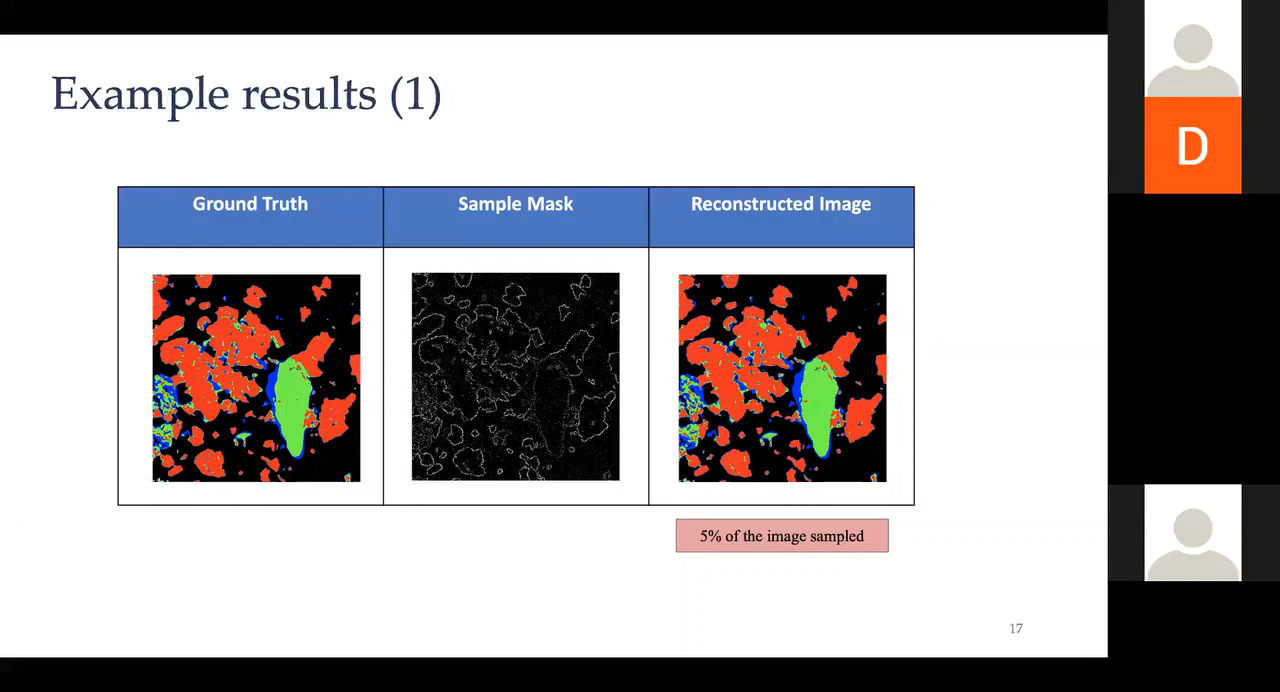 Example results (1)
Ground Truth
Sample Mask
Reconstructed Image
5% of the image sampled
17
D